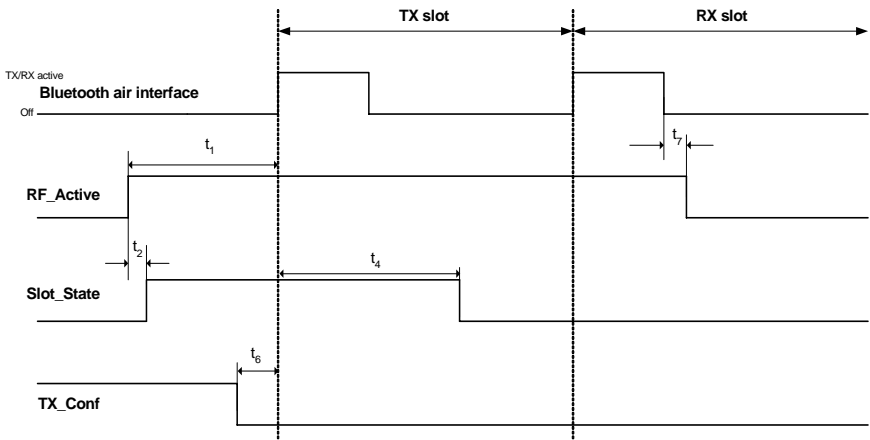 TX slot
RX slot
TX/RX active
Bluetooth air interface
Off
t1
t7
RF_Active
t2
t4
Slot_State
t6
TX_Conf